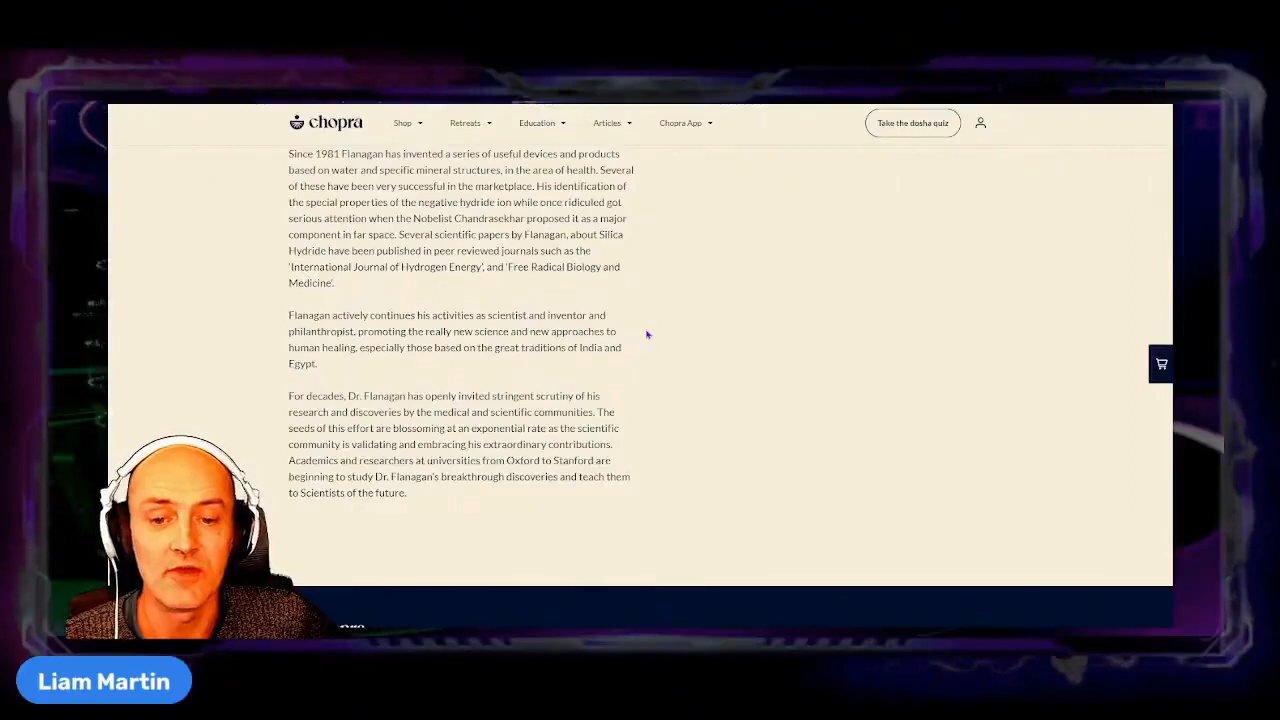 chopra
Shop
Retreats
Education
Articles
Chopra App
Take the dosha quiz
Since 1981 Flanagan has invented a series of useful devices and products
based on water and specific mineral structures, in the area of health. Several
of these have been very successful in the marketplace. His identification of
the special properties of the negative hydride ion while once ridiculed got
serious attention when the Nobelist Chandrasekhar proposed it as a major
component in far space. Several scientific papers by Flanagan, about Silica
Hydride have been published in peer reviewed journals such as the
'International Journal of Hydrogen Energy', and 'Free Radical Biology and
Medicine'.
Flanagan actively continues his activities as scientist and inventor and
philanthropist, promoting the really new science and new approaches to
human healing, especially those based on the great traditions of India and
Egypt.
For decades, Dr. Flanagan has openly invited stringent scrutiny of his
research and discoveries by the medical and scientific communities. The
seeds of this effort are blossoming at an exponential rate as the scientific
community is validating and embracing his extraordinary contributions.
Academics and researchers at universities from Oxford to Stanford are
beginning to study Dr. Flanagan's breakthrough discoveries and teach them
to Scientists of the future.
Liam Martin